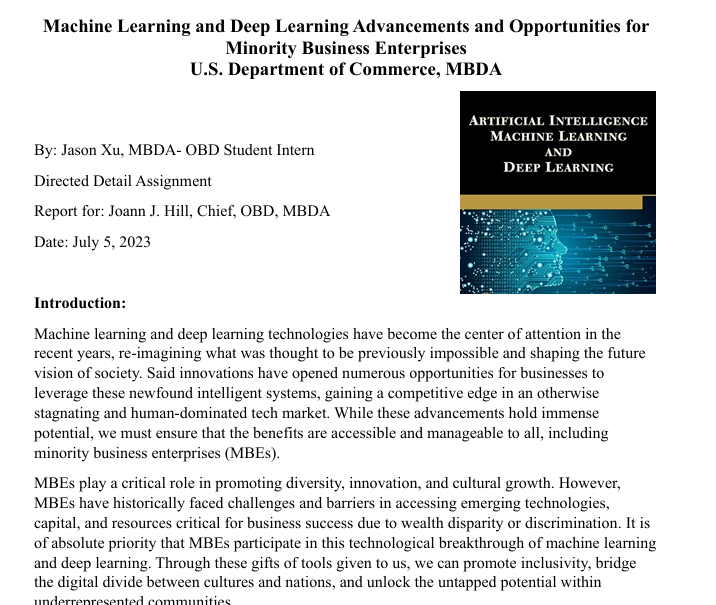 Machine Learning and Deep Learning Advancements and Opportunities for
Minority Business Enterprises
U.S. Department of Commerce, MBDA
ARTIFICIAL INTELLIGENCE
MACHINE LEARNING
AND
DEEP LEARNING
By: Jason Xu, MBDA- OBD Student Intern
Directed Detail Assignment
Report for: Joann J. Hill, Chief, OBD, MBDA
Date: July 5, 2023
Introduction:
Machine learning and deep learning technologies have become the center of attention in the
recent years, re-imagining what was thought to be previously impossible and shaping the future
vision of society. Said innovations have opened numerous opportunities for businesses to
leverage these newfound intelligent systems, gaining a competitive edge in an otherwise
stagnating and human-dominated tech market. While these advancements hold immense
potential, we must ensure that the benefits are accessible and manageable to all, including
minority business enterprises (MBEs).
MBEs play a critical role in promoting diversity, innovation, and cultural growth. However,
MBEs have historically faced challenges and barriers in accessing emerging technologies,
capital, and resources critical for business success due to wealth disparity or discrimination. It is
of absolute priority that MBEs participate in this technological breakthrough of machine learning
and deep learning. Through these gifts of tools given to us, we can promote inclusivity, bridge
the digital divide between cultures and nations, and unlock the untapped potential within
underrepresented communities.